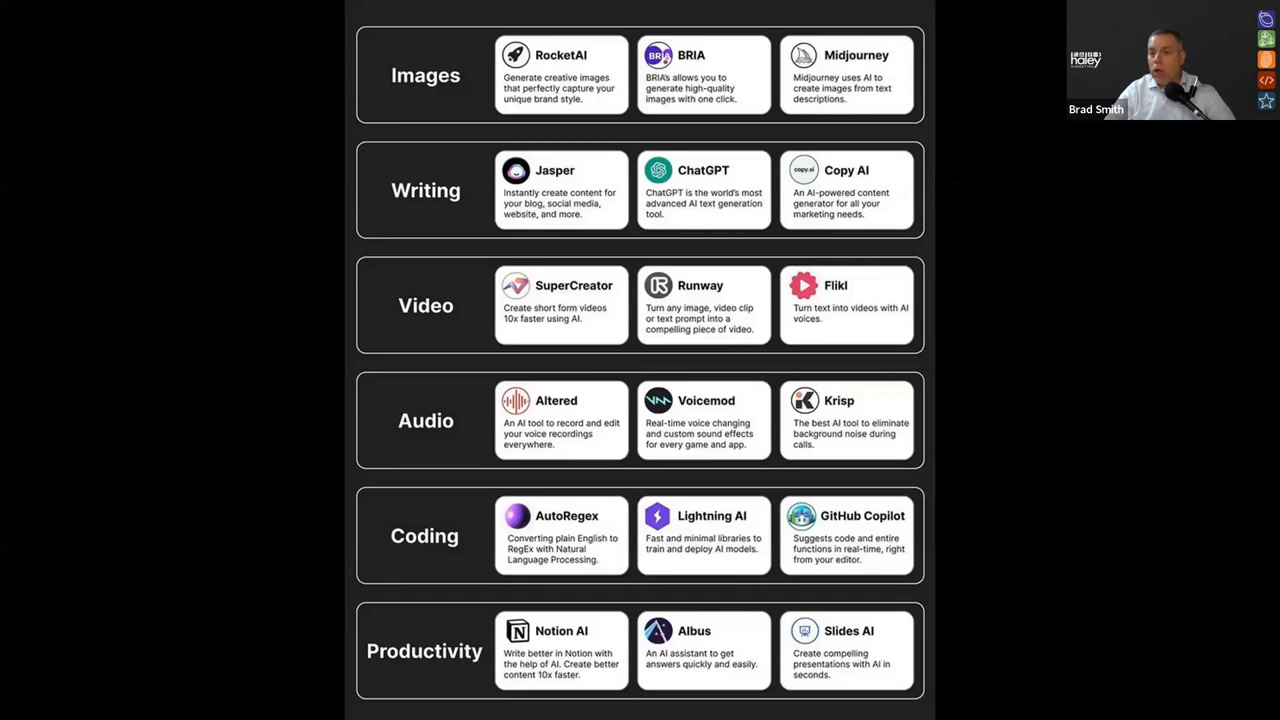 Images
RocketAI
Generate creative images
that perfectly capture your
unique brand style.
BRIA
BRIA
BRIA's allows you to
generate high-quality
images with one click.
Midjourney
Midjourney uses AI to
create images from text
descriptions.
Writing
Jasper
Instantly create content for
your blog, social media,
website, and more.
ChatGPT
ChatGPT is the world's most
advanced AI text generation
tool.
copy.ai
Copy AI
An AI-powered content
generator for all your
marketing needs.
Video
SuperCreator
Create short form videos
10x faster using AI.
Runway
Turn any image, video clip
or text prompt into a
compelling piece of video.
Flikl
Turn text into videos with AI
voices.
Audio
Altered
An AI tool to record and edit
your voice recordings
everywhere.
Voicemod
Real-time voice changing
and custom sound effects
for every game and app.
Krisp
The best AI tool to eliminate
background noise during
calls.
Coding
AutoRegex
Converting plain English to
RegEx with Natural
Language Processing.
Lightning AI
Fast and minimal libraries to
train and deploy AI models.
GitHub Copilot
Suggests code and entire
functions in real-time, right
from your editor.
Productivity
Notion AI
Write better in Notion with
the help of AI. Create better
content 10x faster.
Albus
An AI assistant to get
answers quickly and easily.
Slides AI
Create compelling
presentations with AI in
seconds.
haley
MARKETING
Brad Smith